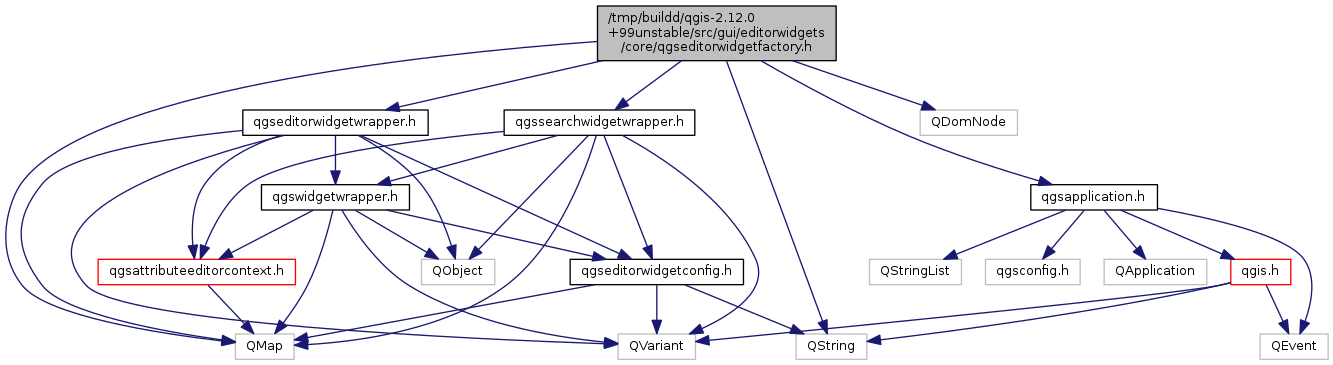 /tmp/buildd/qgis-2.12.0
+99unstable/src/gui/editorwidgets
/core/qgseditorwidgetfactory.h
qgseditorwidgetwrapper.h
qgssearchwidgetwrapper.h
QDomNode
qgswidgetwrapper.h
qgsapplication.h
qgsattributeeditorcontext.h
QObject
qgseditorwidgetconfig.h
QStringList
qgsconfig.h
QApplication
qgis.h
QMap
QVariant
QString
QEvent